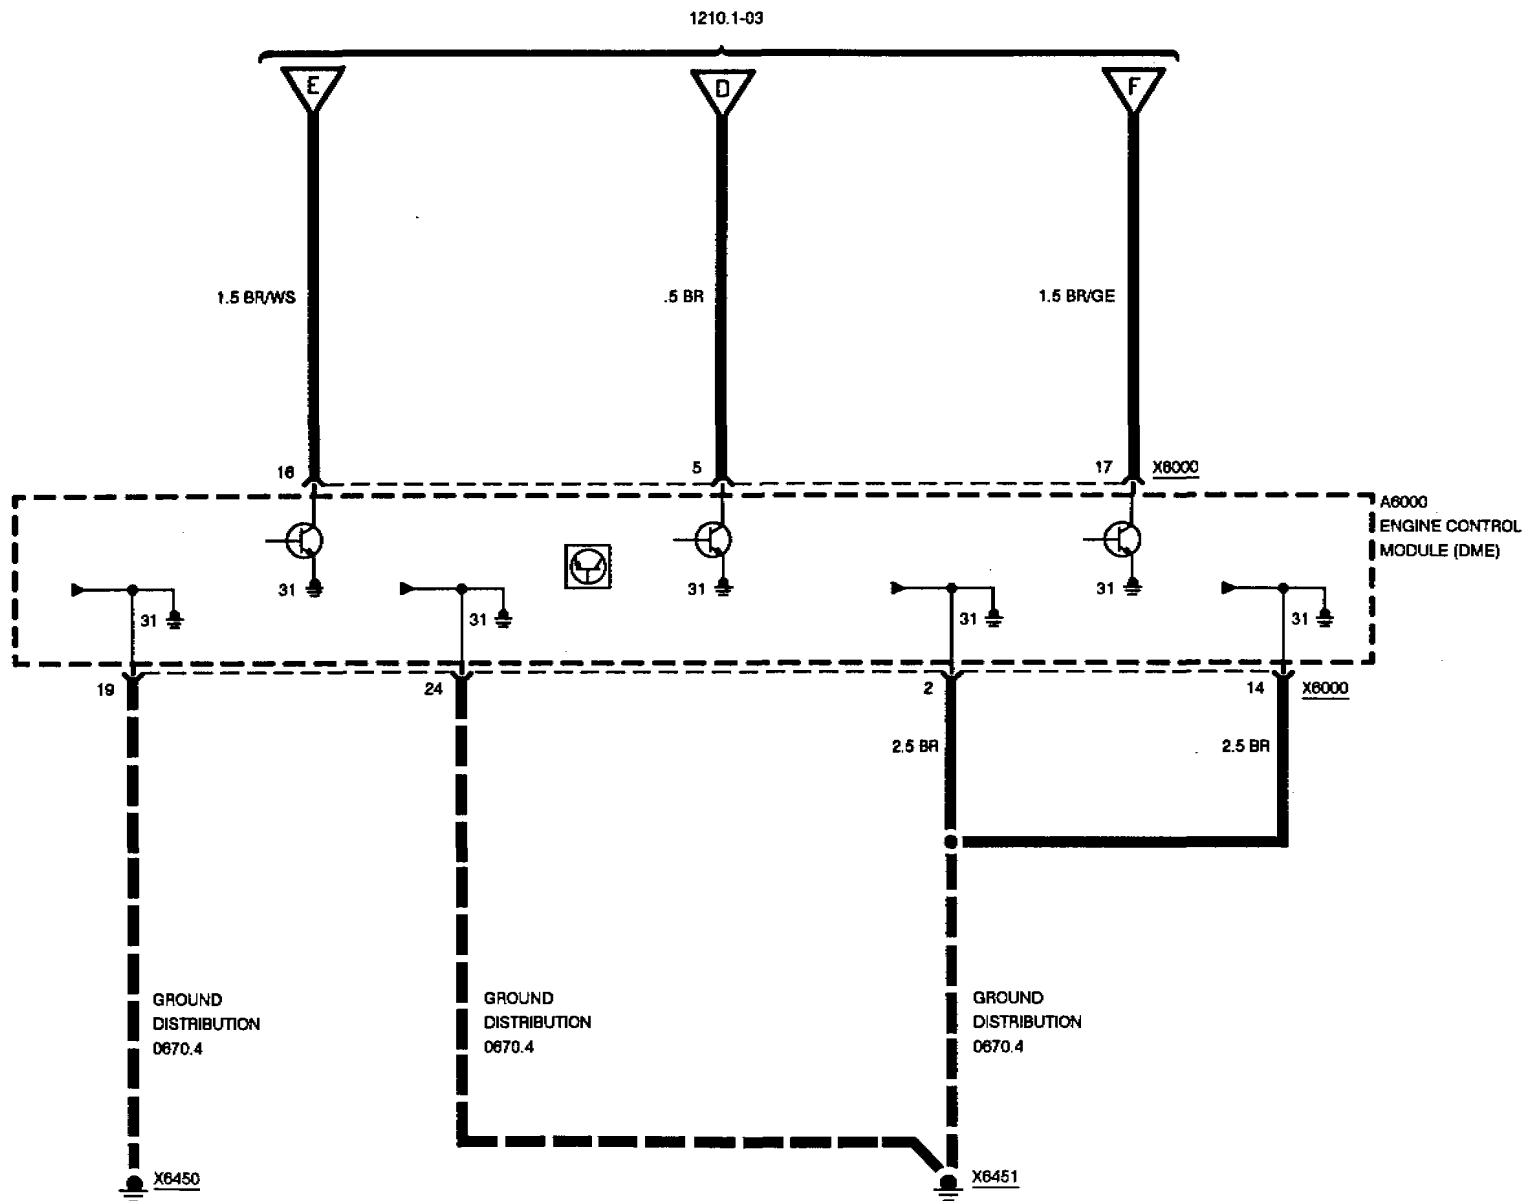 1210.1-03
E
D
F
1.5 BR/WS
.5 BR
1.5 BR/GE
16
5
17
X6000
A6000
ENGINE CONTROL
MODULE (DME)
31
31
31
31
31
31
31
19
24
2
14
X6000
2.5 BR
2.5 BR
GROUND
DISTRIBUTION
0670.4
GROUND
DISTRIBUTION
0670.4
GROUND
DISTRIBUTION
0670.4
X6450
X6451